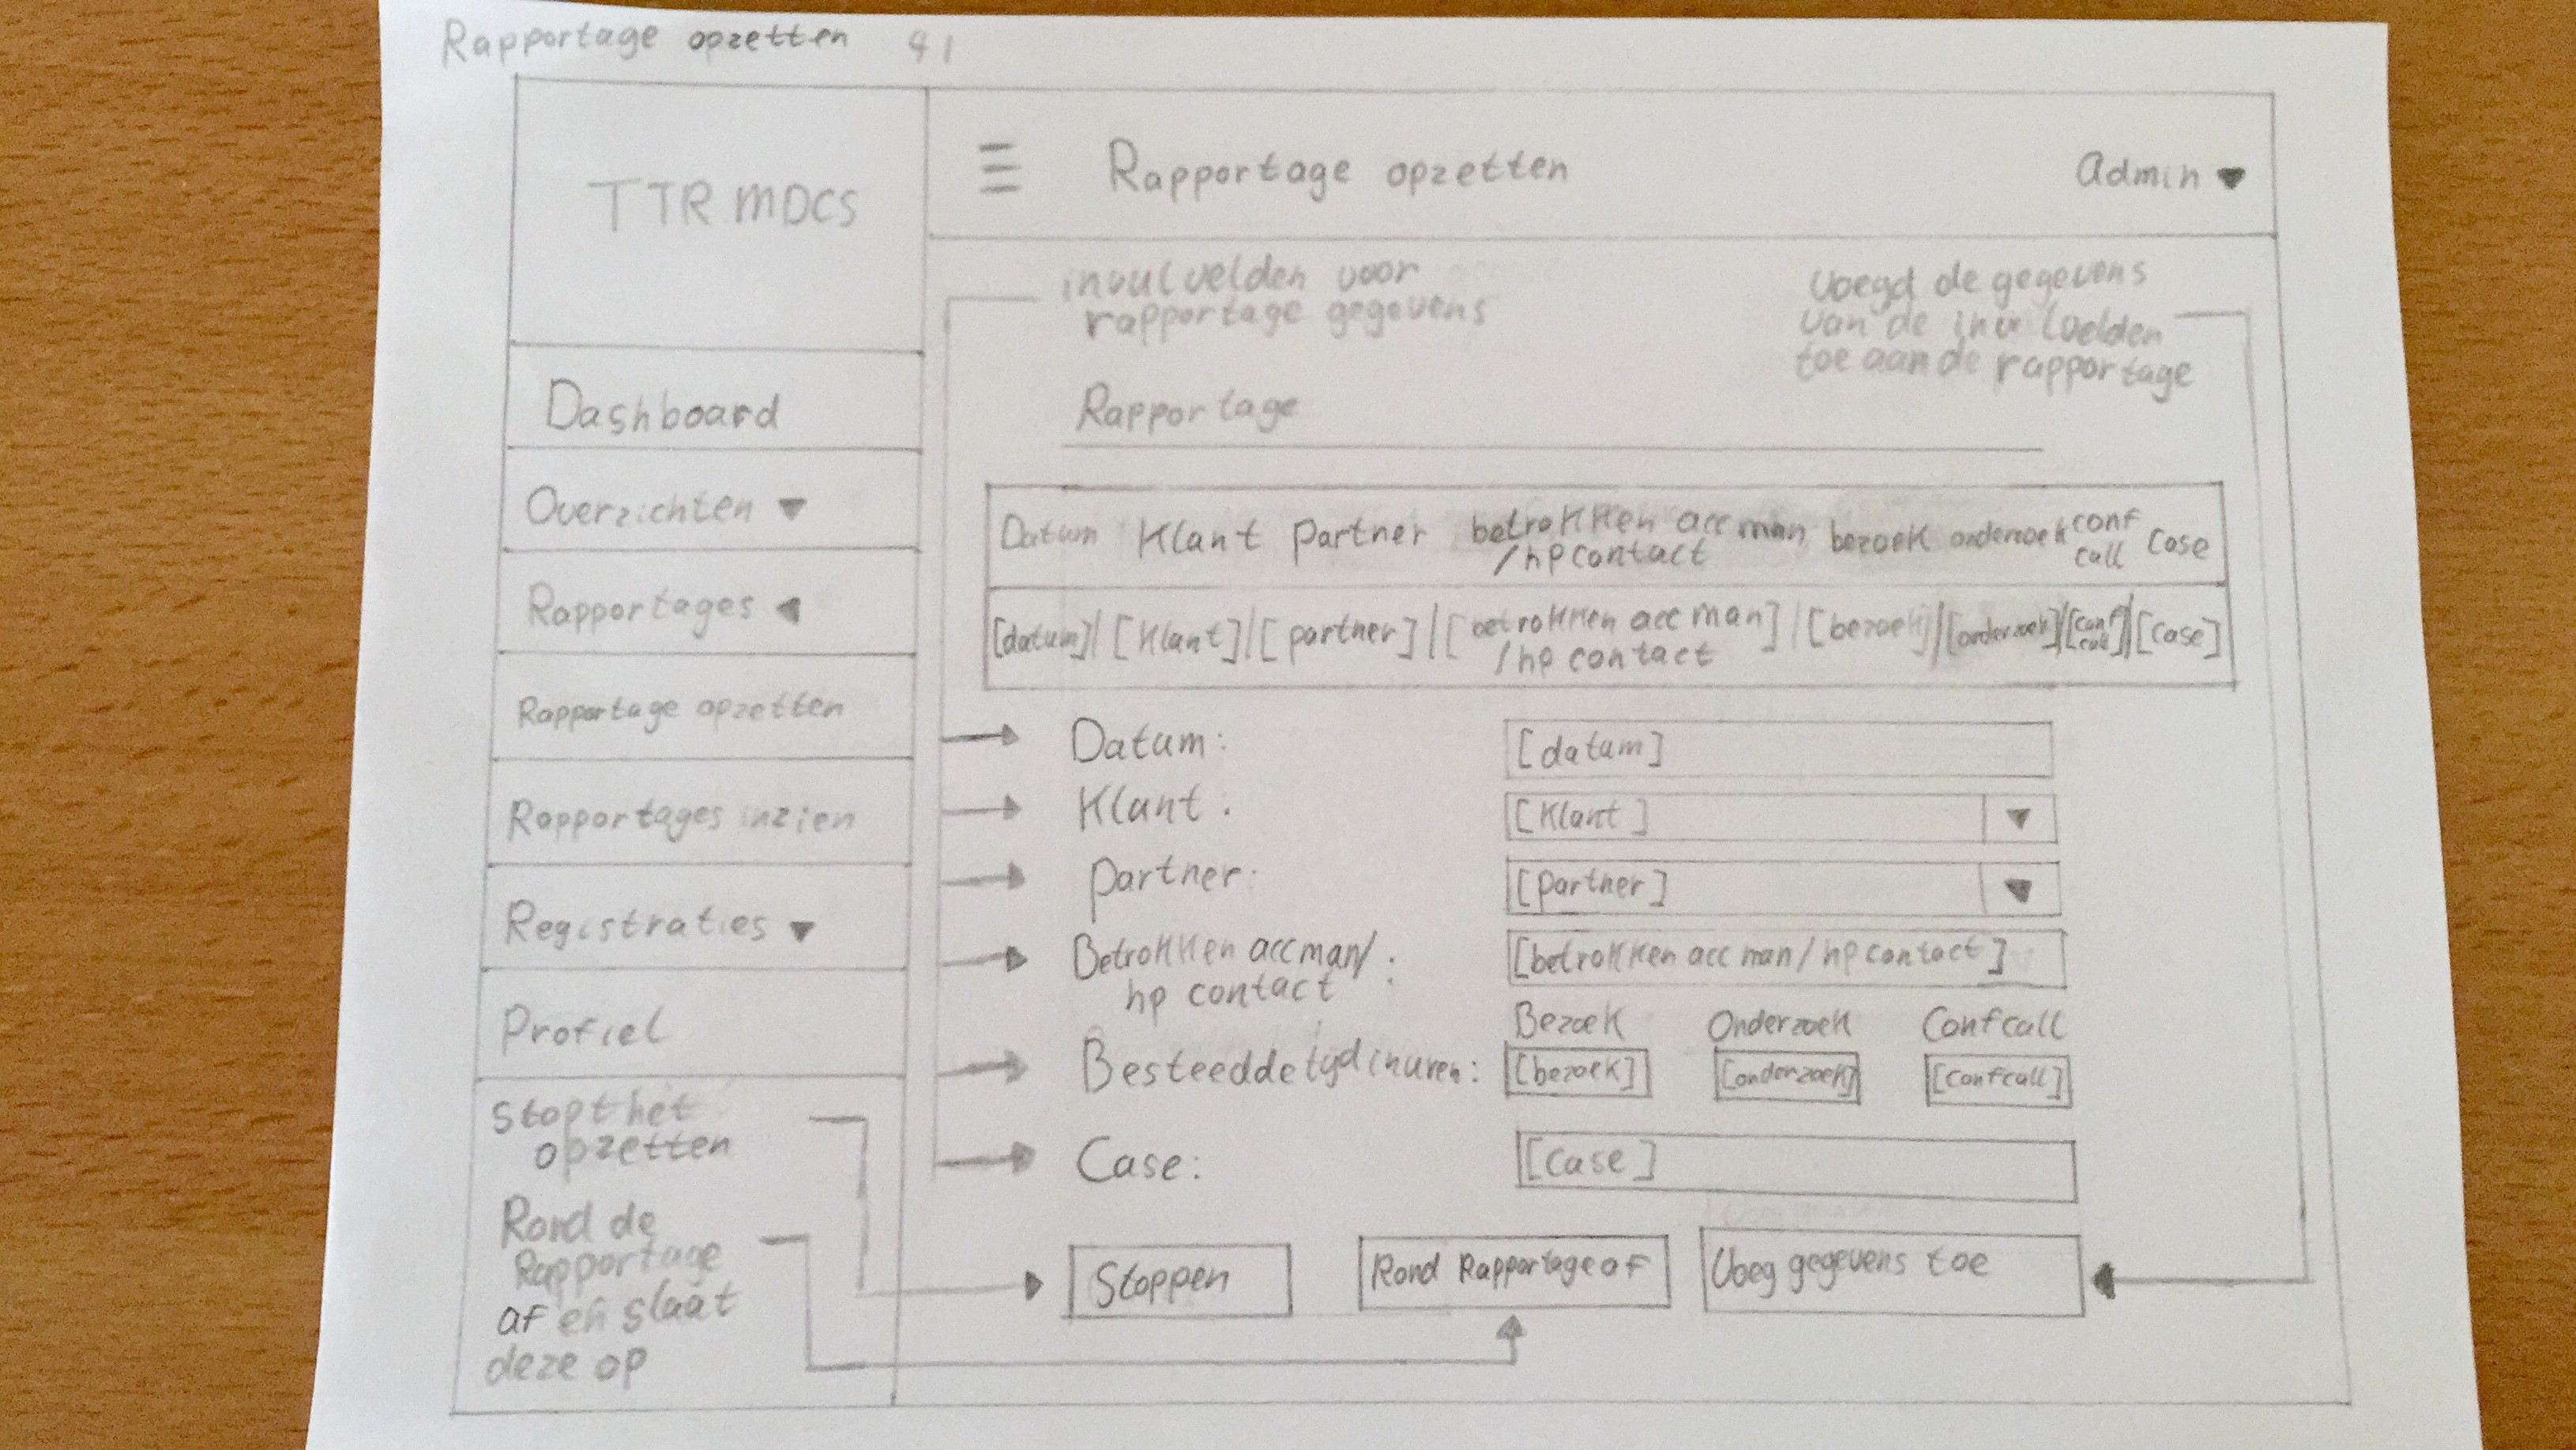 Rapportage opzetten 41
TTR MDCS
Rapportage opzetten
Admin
invulvelden voor
rapportage gegevens
Voegd de gegevens
van de invulvelden
toe aan de rapportage
Rapportage
Dashboard
Overzichten
Rapportages
Rapportage opzetten
Rapportages inzien
Registraties
Profiel
Stopt het
opzetten
Rond de
Rapportage
af en slaat
deze op
Datum Klant Partner betrokken acc man bezoek onderzoek conf Case
/hp contact call
[datum]/[Klant]/[partner]/[betrokken acc man]/[bezoek]/[onderzoek]/[conf/[Case]
/hp contact call]
Datum: [datum]
Klant: [Klant]
partner: [partner]
Betrokken acc man/ : [betrokken acc man/hp contact]
hp contact
Bezoek Onderzoek Confcall
Besteedde tijd in uren: [bezoek] [onderzoek] [Confcall]
Case: [Case]
Stoppen Rond Rapportage af Voeg gegevens toe